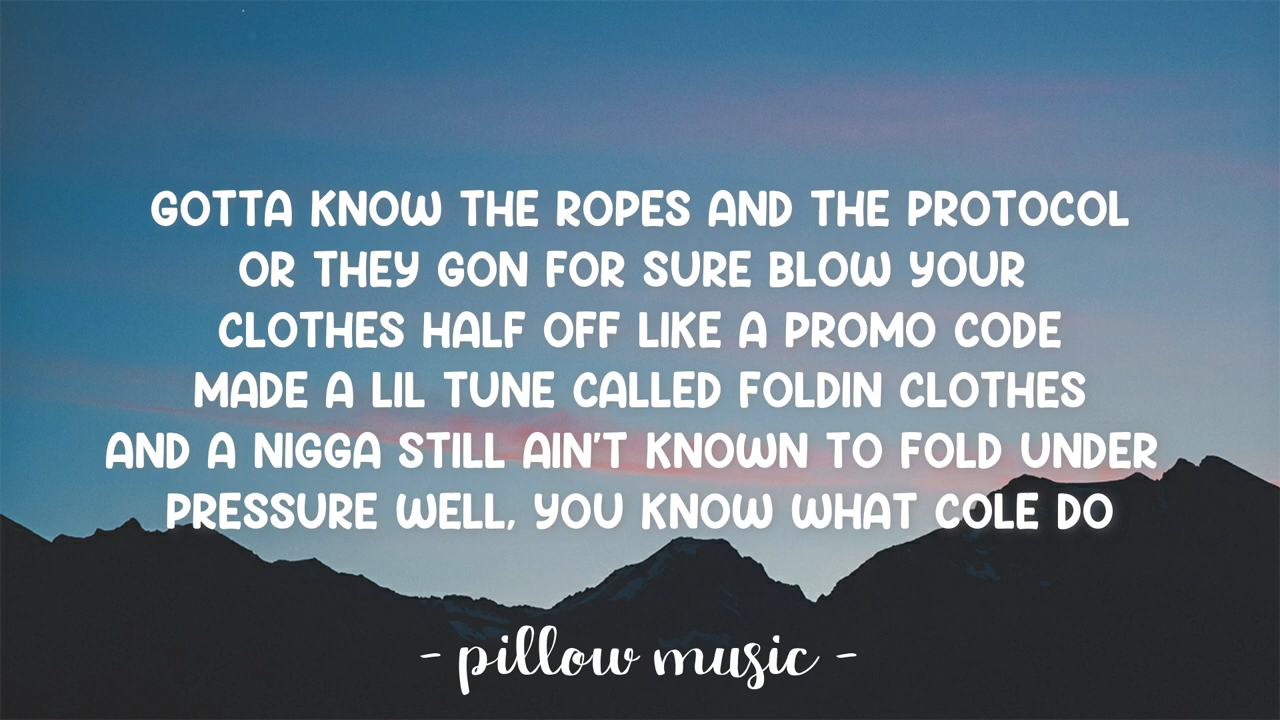 GOTTA KNOW THE ROPES AND THE PROTOCOL
OR THEY GON FOR SURE BLOW YOUR
CLOTHES HALF OFF LIKE A PROMO CODE
MADE A LIL TUNE CALLED FOLDIN CLOTHES
AND A NIGGA STILL AIN'T KNOWN TO FOLD UNDER
PRESSURE WELL, YOU KNOW WHAT COLE DO
- pillow music -